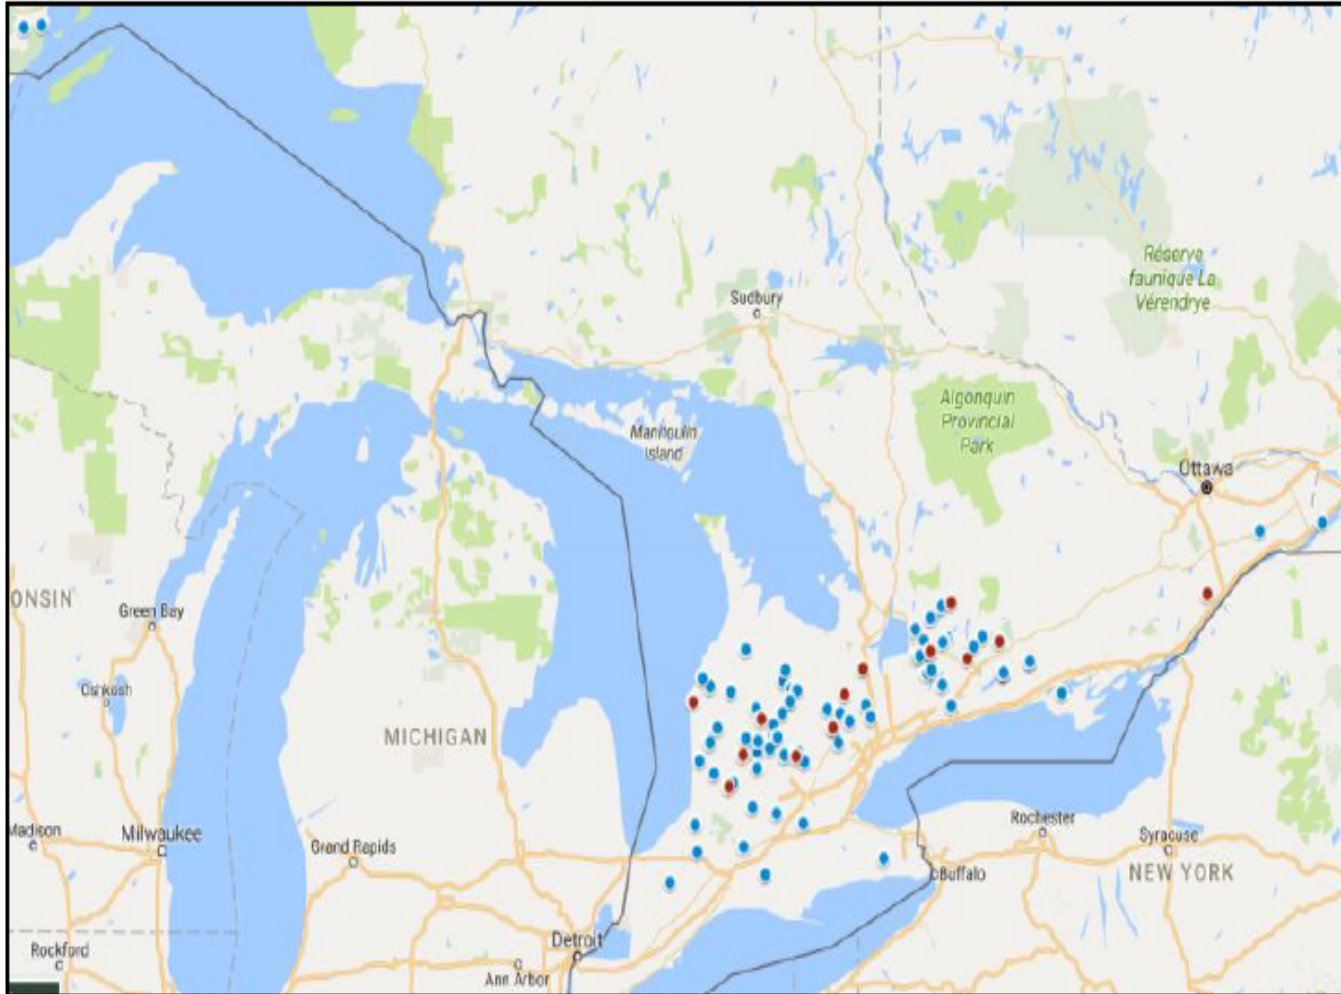 Réserve
faunique La
Vérendrye
Sudbury
Algonquin
Provincial
Park
Manitoulin
Island
Ottawa
ONSIN
Green Bay
Oshkosh
MICHIGAN
Madison
Milwaukee
Grand Rapids
Rochester
Syracuse
Buffalo
NEW YORK
Detroit
Rockford
Ann Arbor